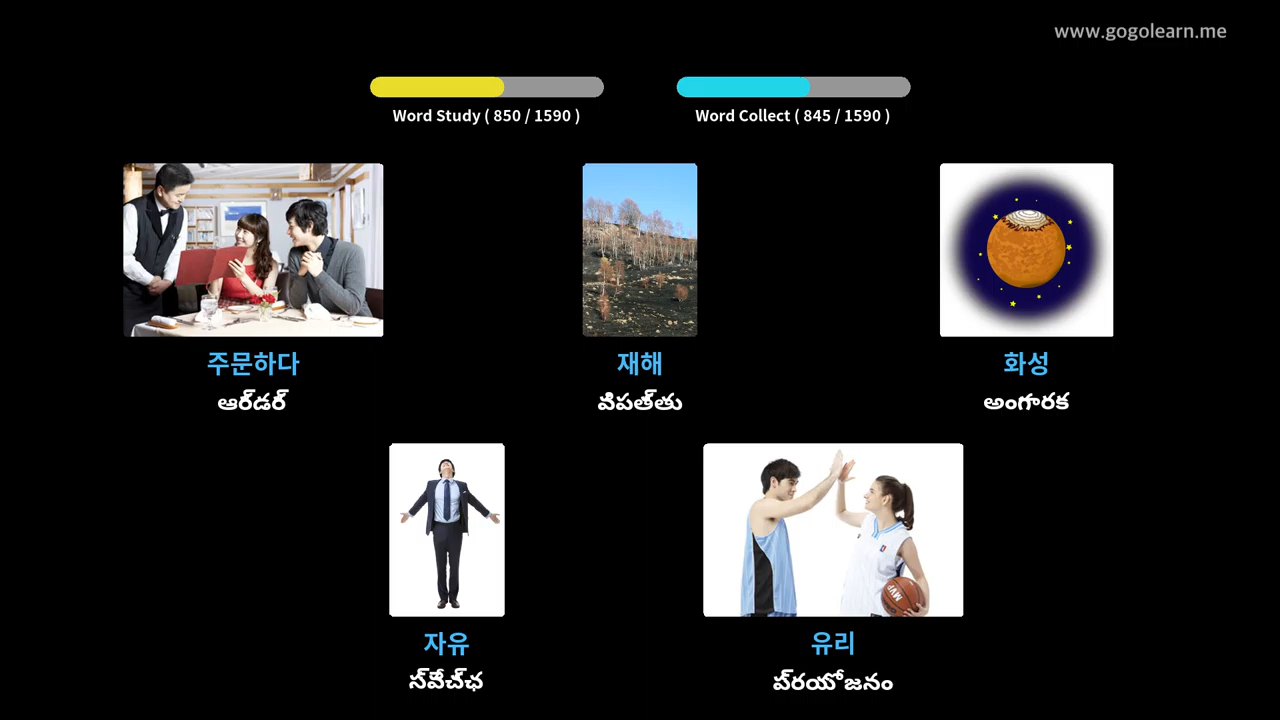 www.gogolearn.me
Word Study ( 850 / 1590 )
Word Collect ( 845 / 1590 )
주문하다
ఆర్డర్
재해
విపత్తు
화성
అంగారక
자유
స్వేచ్ఛ
MVP
유리
ప్రయోజనం